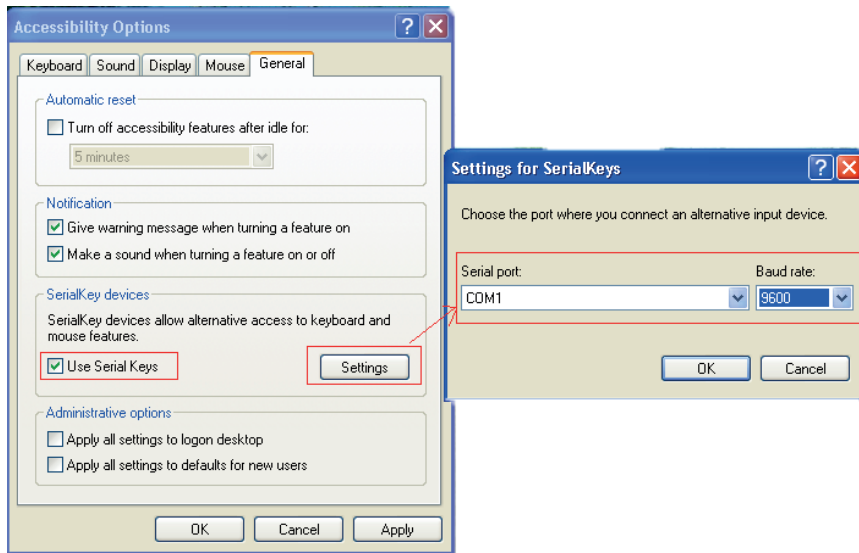 Accessibility Options
Keyboard Sound Display Mouse General
Automatic reset
Turn off accessibility features after idle for:
5 minutes
Notification
Give warning message when turning a feature on
Make a sound when turning a feature on or off
SerialKey devices
SerialKey devices allow alternative access to keyboard and
mouse features.
Use Serial Keys
Settings
Administrative options
Apply all settings to logon desktop
Apply all settings to defaults for new users
OK Cancel Apply
Settings for SerialKeys
Choose the port where you connect an alternative input device.
Serial port: Baud rate:
COM1 9600
OK Cancel